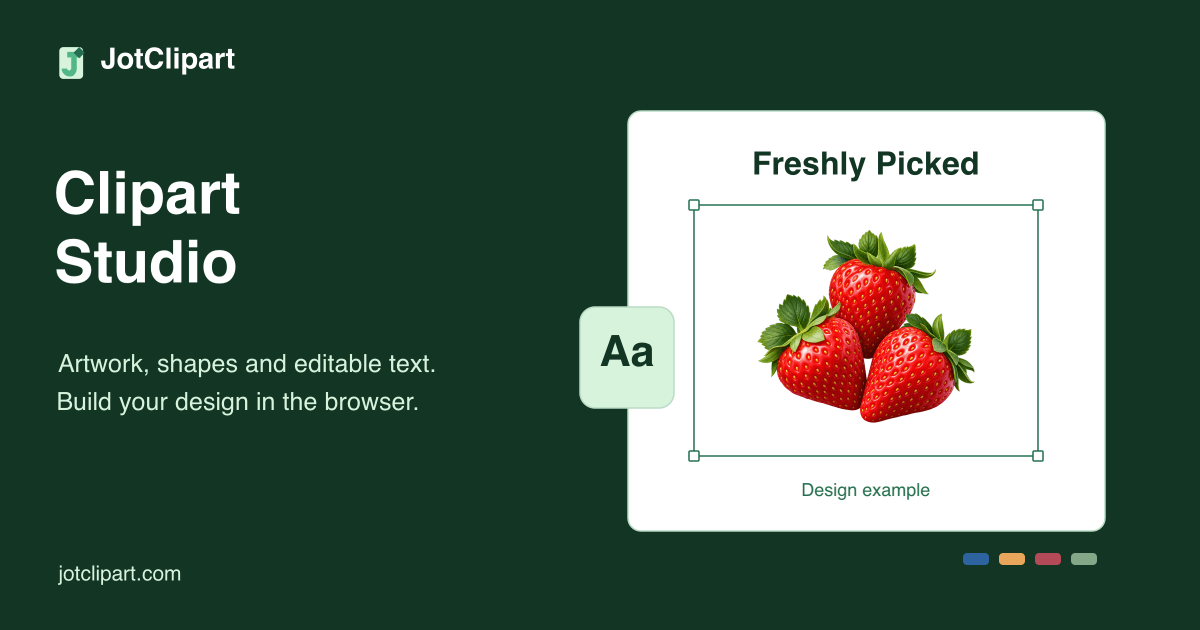 JotClipart
Clipart
Studio
Artwork, shapes and editable text.
Build your design in the browser.
jotclipart.com
Freshly Picked
Aa
Design example